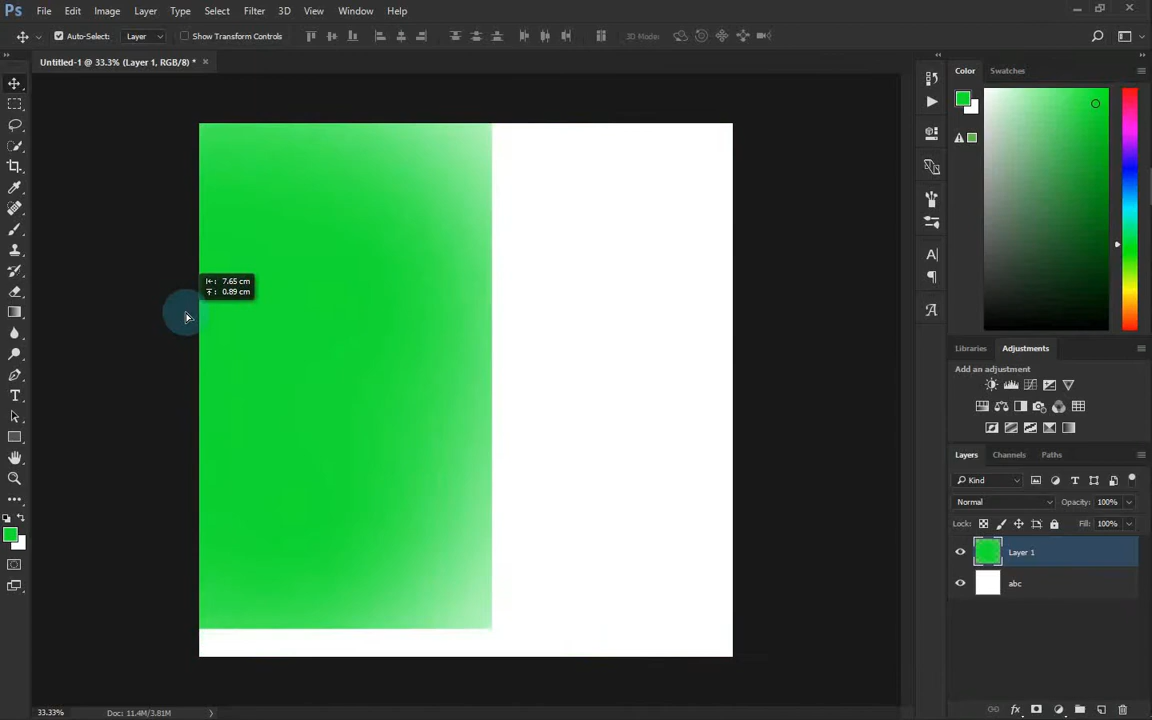 Ps File Edit Image Layer Type Select Filter 3D View Window Help
Auto-Select: Layer Show Transform Controls 3D Mode:
Untitled-1 @ 33.3% (Layer 1, RGB/8) * ×
Color Swatches
7.65 cm
0.89 cm
Libraries Adjustments
Add an adjustment
Layers Channels Paths
Kind
Normal Opacity: 100%
Lock: Fill: 100%
Layer 1
abc
33.33% Doc: 11.4M/3.81M